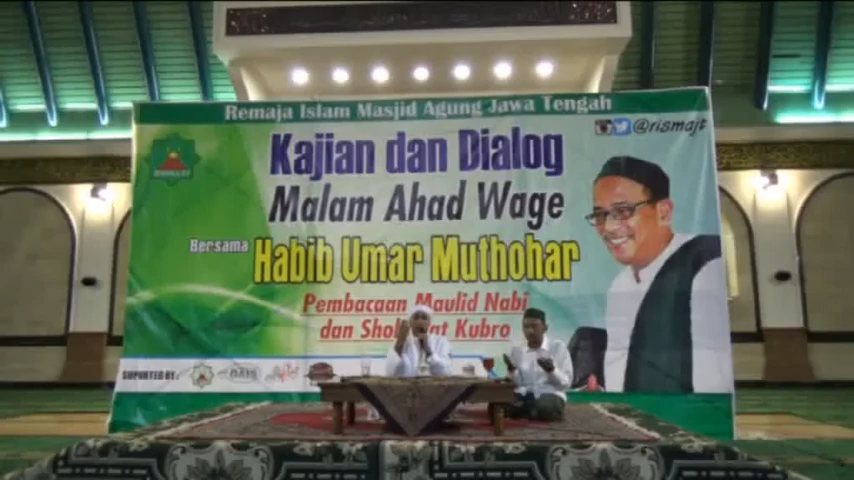 Remaja Islam Masjid Agung Jawa Tengah
@rismajt
Kajian dan Dialog
Malam Ahad Wage
Bersama Habib Umar Muthohar
Pembacaan Maulid Nabi
dan Sholawat Kubro
SUPORTED BY :